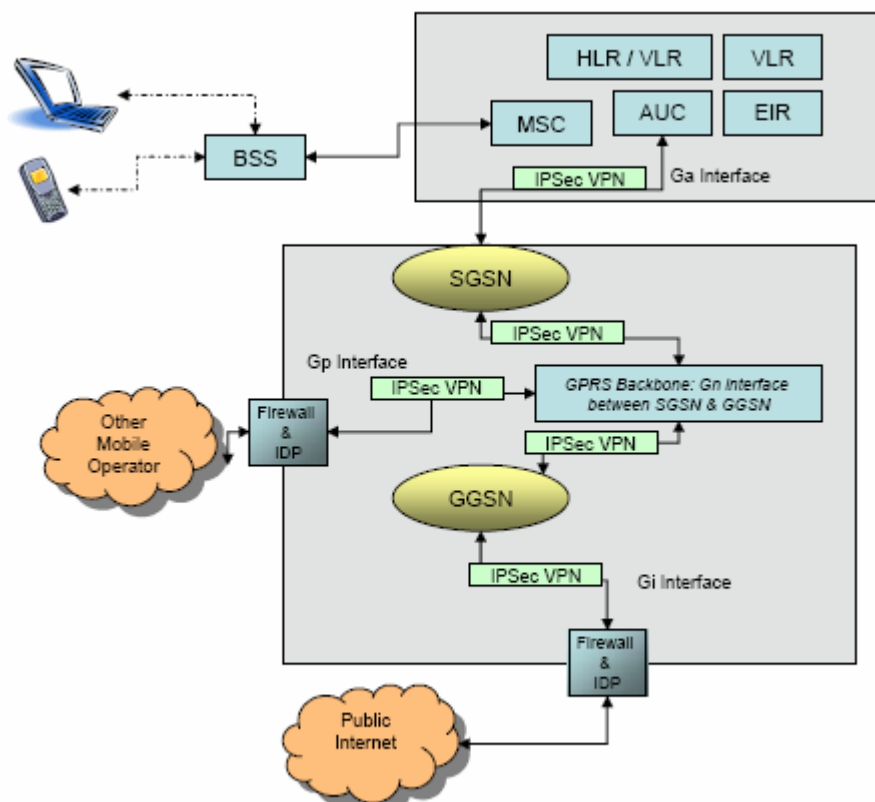 HLR / VLR
VLR
MSC
AUC
EIR
BSS
IPSec VPN
Ga Interface
SGSN
IPSec VPN
Gp Interface
IPSec VPN
GPRS Backbone: Gn Interface
between SGSN & GGSN
Firewall
&
IDP
Other
Mobile
Operator
IPSec VPN
GGSN
IPSec VPN
Gi Interface
Firewall
&
IDP
Public
Internet